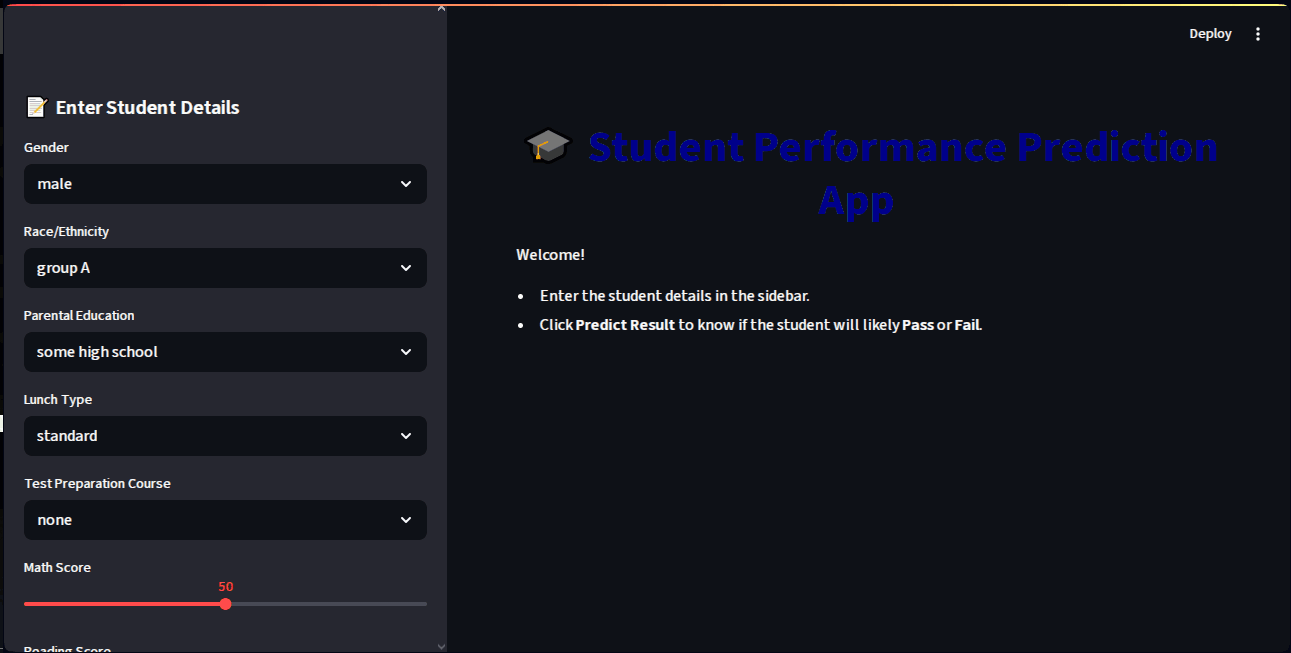 Deploy
Enter Student Details
Gender
male
Race/Ethnicity
group A
Parental Education
some high school
Lunch Type
standard
Test Preparation Course
none
Math Score
50
Reading Score
Student Performance Prediction
App
Welcome!
Enter the student details in the sidebar.
Click Predict Result to know if the student will likely Pass or Fail.